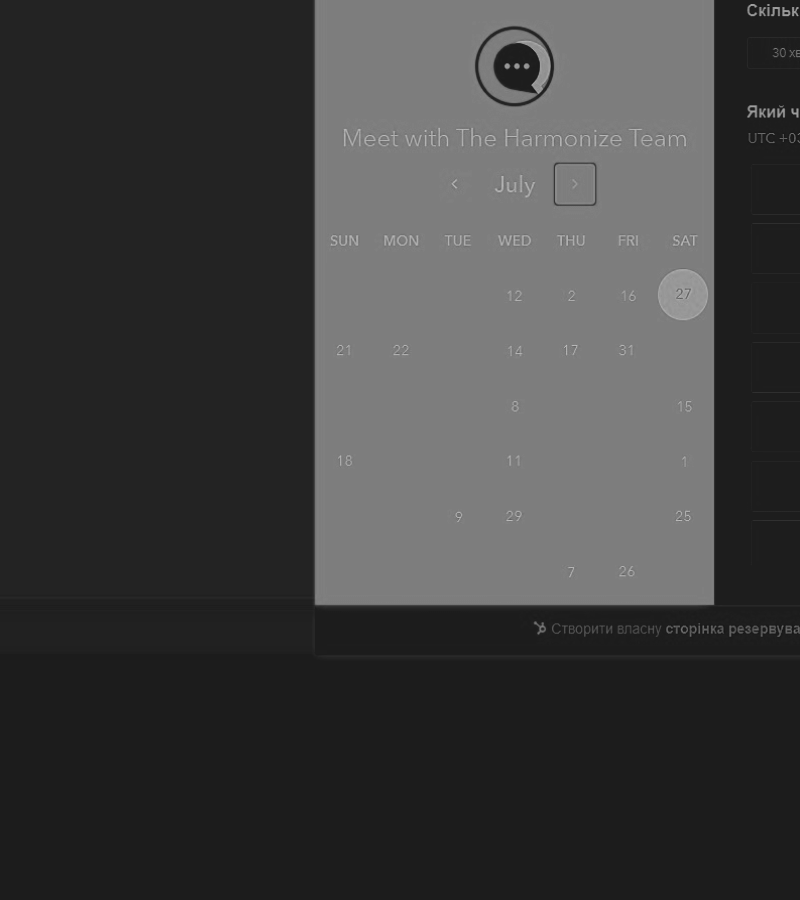 Скільк
30 хв
Meet with The Harmonize Team
Який ч
UTC +03
July
SUN MON TUE WED THU FRI SAT
12 2 16 27
21 22 14 17 31
8 15
18 11 1
9 29 25
7 26
Створити власну сторінка резервува